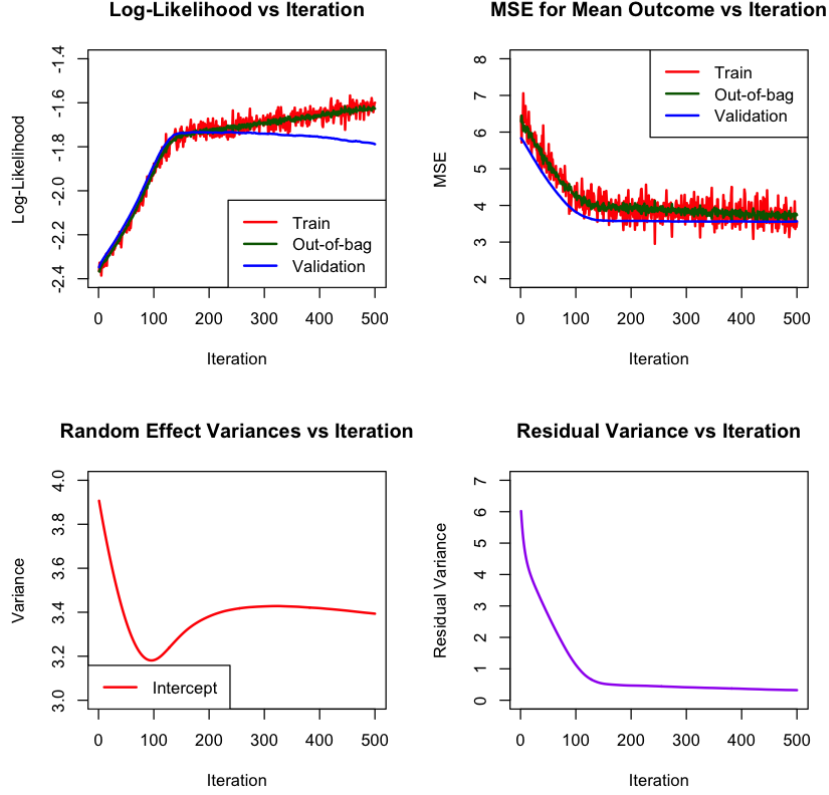 Log-Likelihood vs Iteration
Log-Likelihood
-1.4
-1.6
-1.8
-2.0
-2.2
-2.4
Train
Out-of-bag
Validation
0 100 200 300 400 500
Iteration
MSE for Mean Outcome vs Iteration
MSE
8
7
6
5
4
3
2
Train
Out-of-bag
Validation
0 100 200 300 400 500
Iteration
Random Effect Variances vs Iteration
Variance
4.0
3.8
3.6
3.4
3.2
3.0
Intercept
0 100 200 300 400 500
Iteration
Residual Variance vs Iteration
Residual Variance
7
6
5
4
3
2
1
0
0 100 200 300 400 500
Iteration